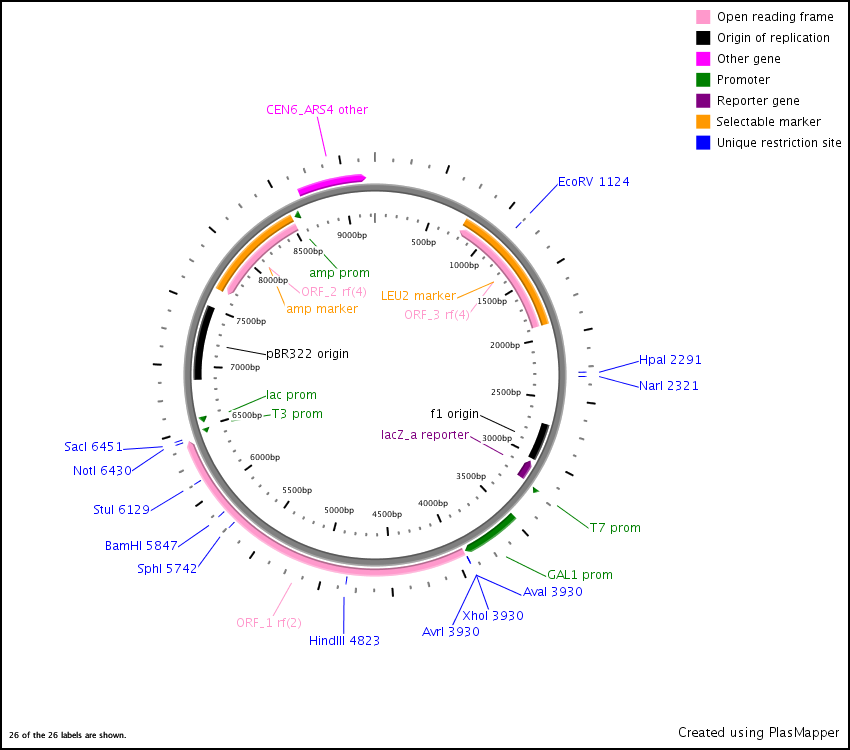 Open reading frame
Origin of replication
Other gene
Promoter
Reporter gene
Selectable marker
Unique restriction site
CEN6_ARS4 other
EcoRV 1124
9000bp
500bp
8500bp
1000bp
amp prom
8000bp
ORF_2 rf(4)
LEU2 marker
1500bp
amp marker
ORF_3 rf(4)
7500bp
2000bp
pBR322 origin
HpaI 2291
7000bp
NarI 2321
lac prom
2500bp
6500bp
T3 prom
f1 origin
lacZ_a reporter
3000bp
SacI 6451
6000bp
NotI 6430
3500bp
5500bp
StuI 6129
5000bp
4500bp
4000bp
T7 prom
BamHI 5847
SphI 5742
GAL1 prom
AvaI 3930
XhoI 3930
ORF_1 rf(2)
AvrI 3930
HindIII 4823
26 of the 26 labels are shown.
Created using PlasMapper